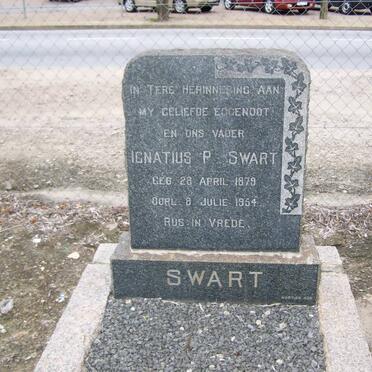 IN TERE HERINNERING AAN
MY GELIEFDE EGGENOOT
EN ONS VADER
IGNATIUS P. SWART
GEB. 28 APRIL 1879
OORL. 8 JULIE 1954.
RUS IN VREDE.
SWART